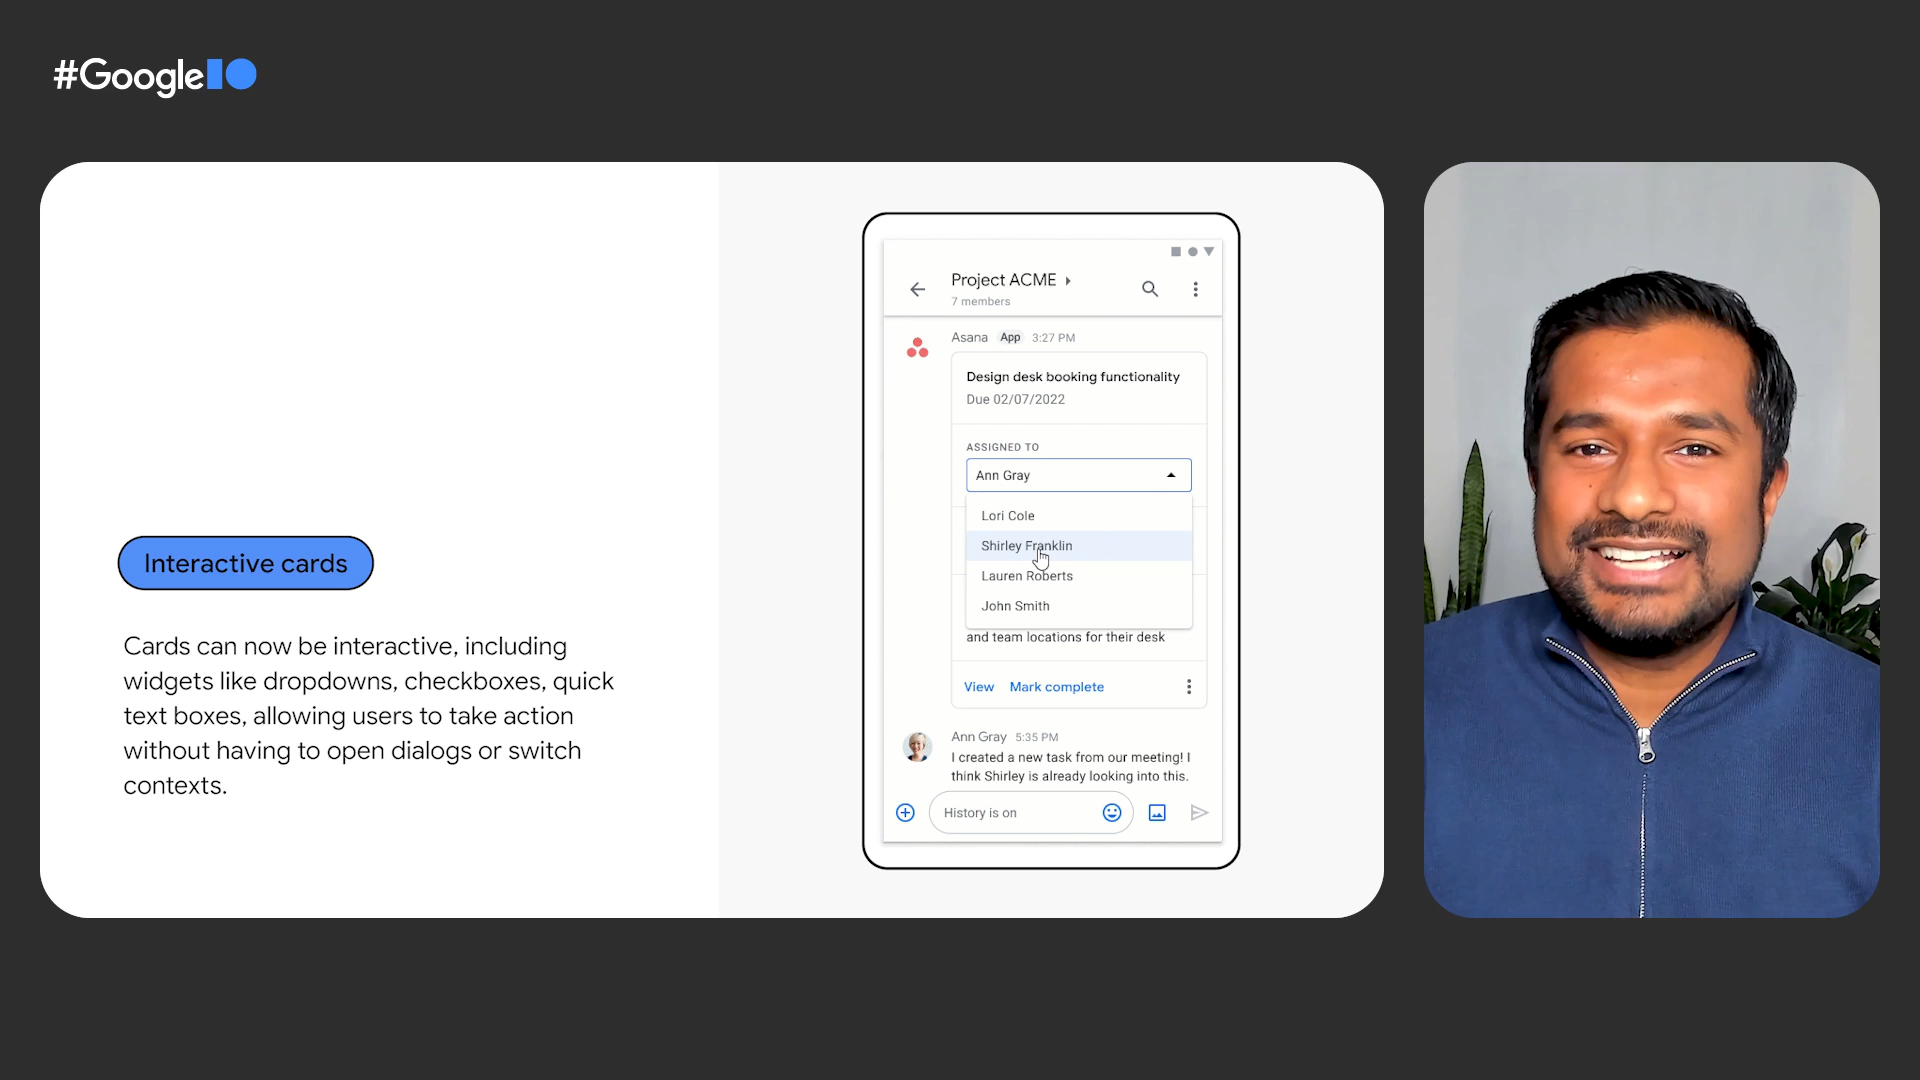 #GoogleIO
Interactive cards
Cards can now be interactive, including
widgets like dropdowns, checkboxes, quick
text boxes, allowing users to take action
without having to open dialogs or switch
contexts.
Project ACME
7 members
Asana App 3:27 PM
Design desk booking functionality
Due 02/07/2022
ASSIGNED TO
Ann Gray
Lori Cole
Shirley Franklin
Lauren Roberts
John Smith
and team locations for their desk
View Mark complete
Ann Gray 5:35 PM
I created a new task from our meeting! I
think Shirley is already looking into this.
History is on